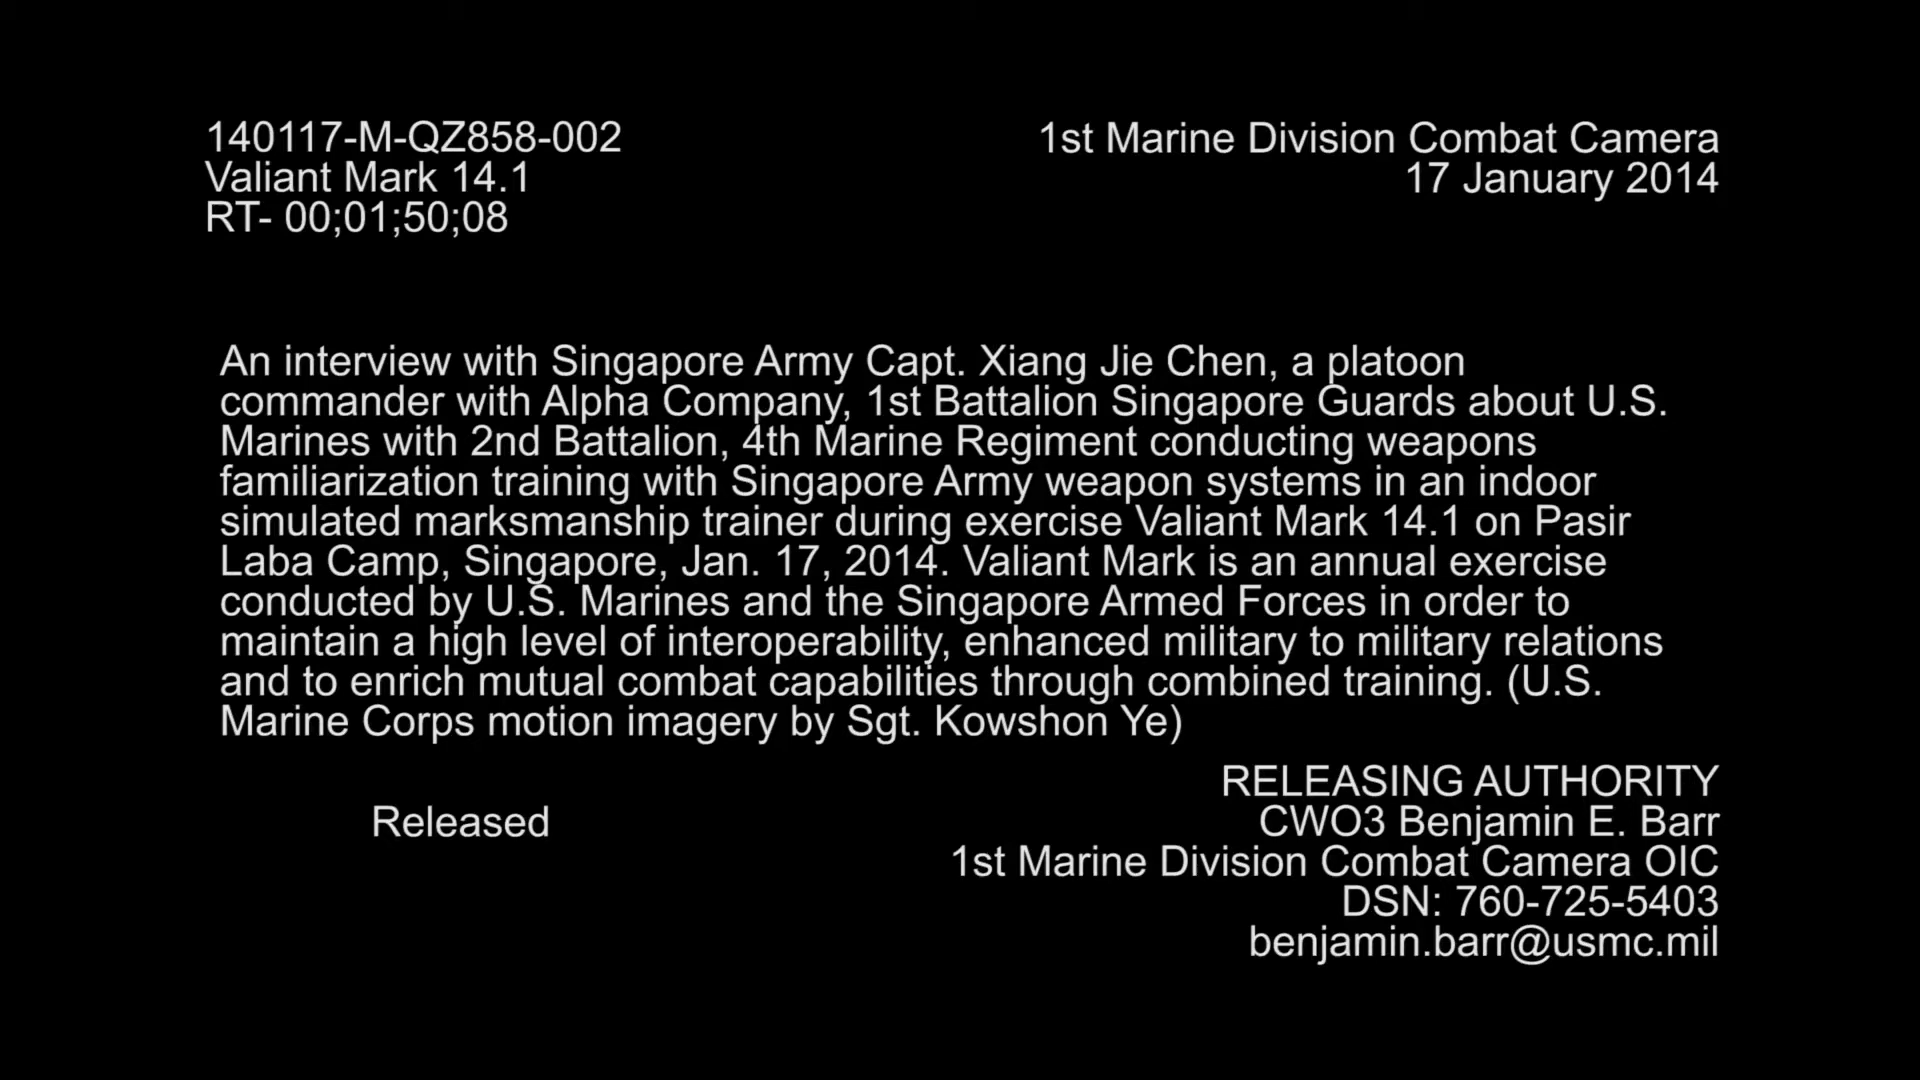 140117-M-QZ858-002
Valiant Mark 14.1
RT- 00;01;50;08
1st Marine Division Combat Camera
17 January 2014
An interview with Singapore Army Capt. Xiang Jie Chen, a platoon
commander with Alpha Company, 1st Battalion Singapore Guards about U.S.
Marines with 2nd Battalion, 4th Marine Regiment conducting weapons
familiarization training with Singapore Army weapon systems in an indoor
simulated marksmanship trainer during exercise Valiant Mark 14.1 on Pasir
Laba Camp, Singapore, Jan. 17, 2014. Valiant Mark is an annual exercise
conducted by U.S. Marines and the Singapore Armed Forces in order to
maintain a high level of interoperability, enhanced military to military relations
and to enrich mutual combat capabilities through combined training. (U.S.
Marine Corps motion imagery by Sgt. Kowshon Ye)
Released
RELEASING AUTHORITY
CWO3 Benjamin E. Barr
1st Marine Division Combat Camera OIC
DSN: 760-725-5403
benjamin.barr@usmc.mil